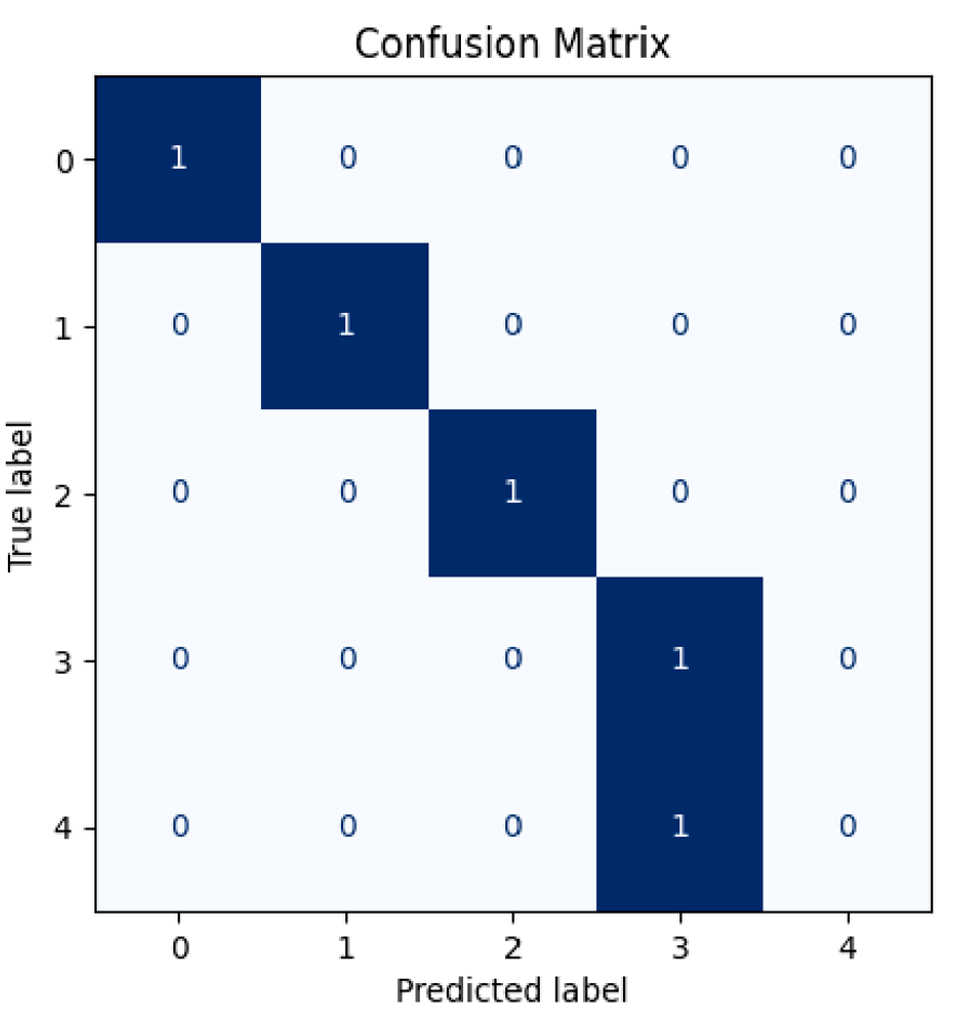 Confusion Matrix
0 1 0 0 0 0
1 0 1 0 0 0
2 0 0 1 0 0
3 0 0 0 1 0
4 0 0 0 1 0
0 1 2 3 4
True label
Predicted label